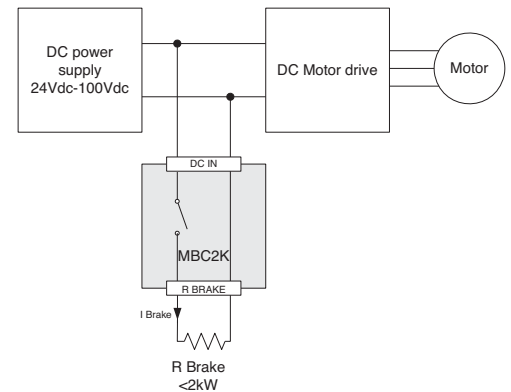 DC power
supply
24Vdc-100Vdc
DC Motor drive
Motor
DC IN
MBC2K
R BRAKE
I Brake
R Brake
<2kW